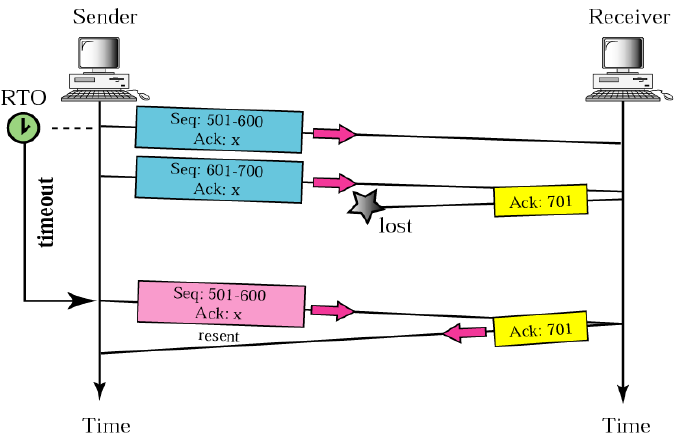 Sender
Receiver
RTO
Seq: 501-600
Ack: x
Seq: 601-700
Ack: x
Ack: 701
lost
timeout
Seq: 501-600
Ack: x
resent
Ack: 701
Time
Time